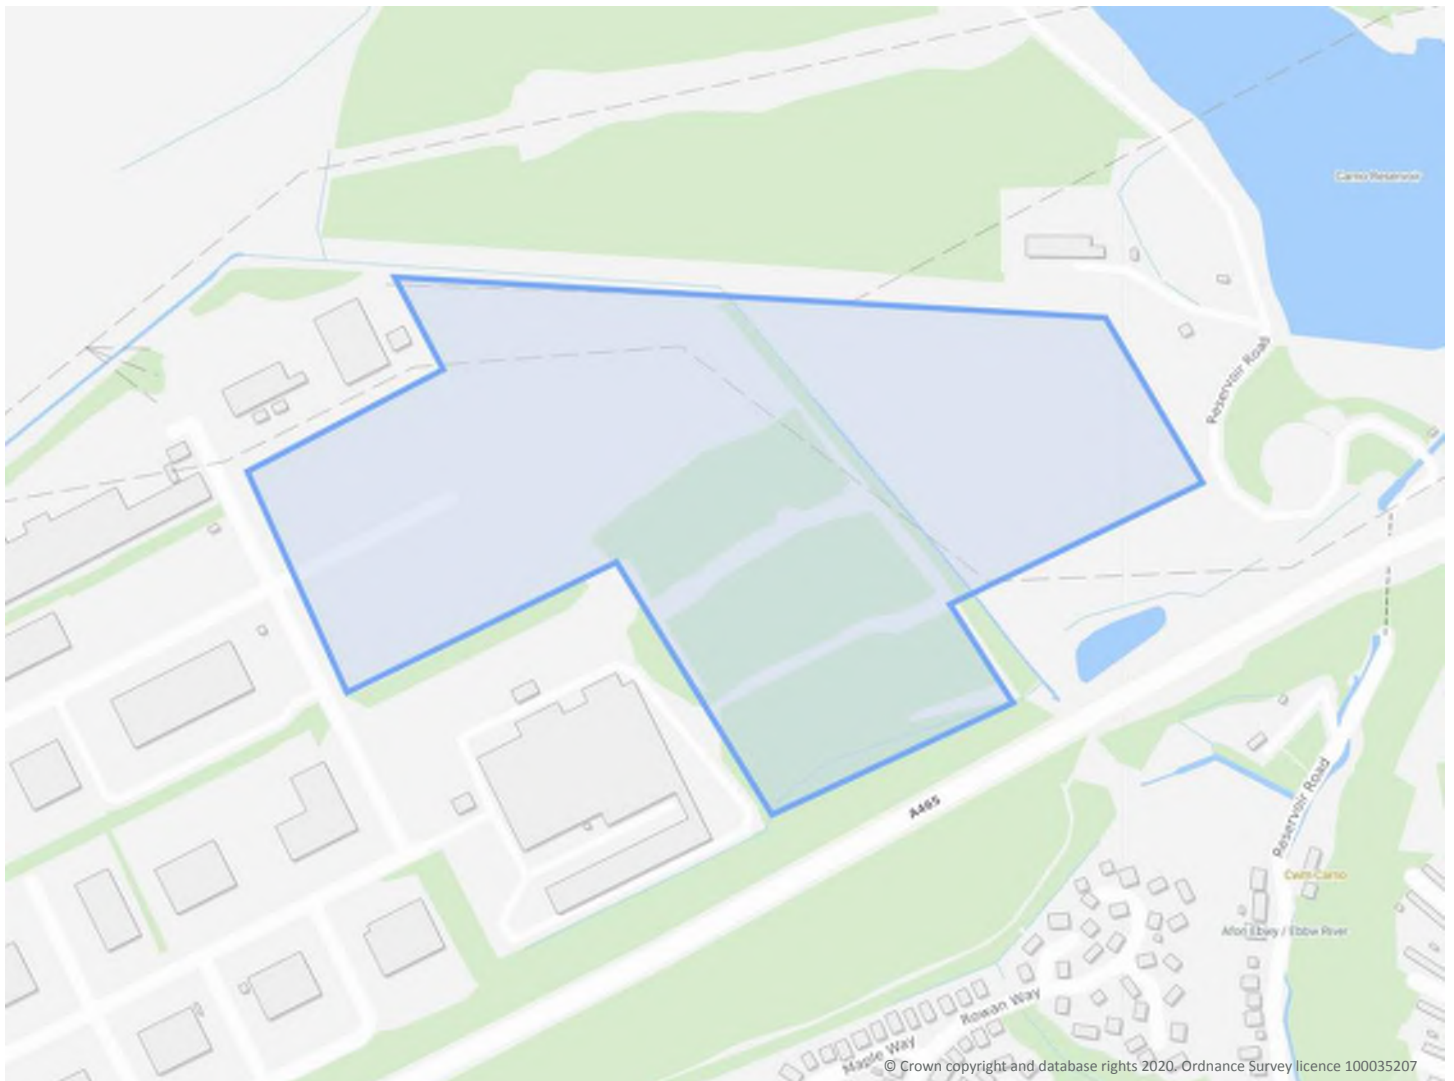 Carno Reservoir
Reservoir Road
A465
Reservoir Road
Cwm Carno
Afon Ebwy / Ebbw River
Rowan Way
Maple Way
© Crown copyright and database rights 2020. Ordnance Survey licence 100035207